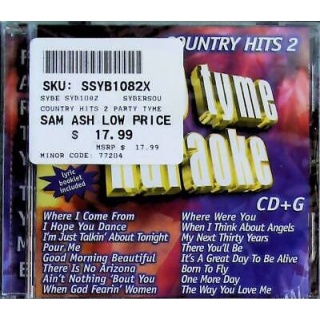 COUNTRY HITS 2
SKU: SSYB1082X
SYBE SYB1002 SYBERSOU
COUNTRY HITS 2 PARTY TYME
SAM ASH LOW PRICE
$ 17.99
MSRP $ 17.99
MINOR CODE: 77204
tyme
karaoke
lyric
booklet
included
CD+G
Where I Come From
I Hope You Dance
I'm Just Talkin' About Tonight
Pour Me
Good Morning Beautiful
There Is No Arizona
Ain't Nothing 'Bout You
When God Fearin' Women
Where Were You
When I Think About Angels
My Next Thirty Years
There You'll Be
It's A Great Day To Be Alive
Born To Fly
One More Day
The Way You Love Me
PARTY TYME